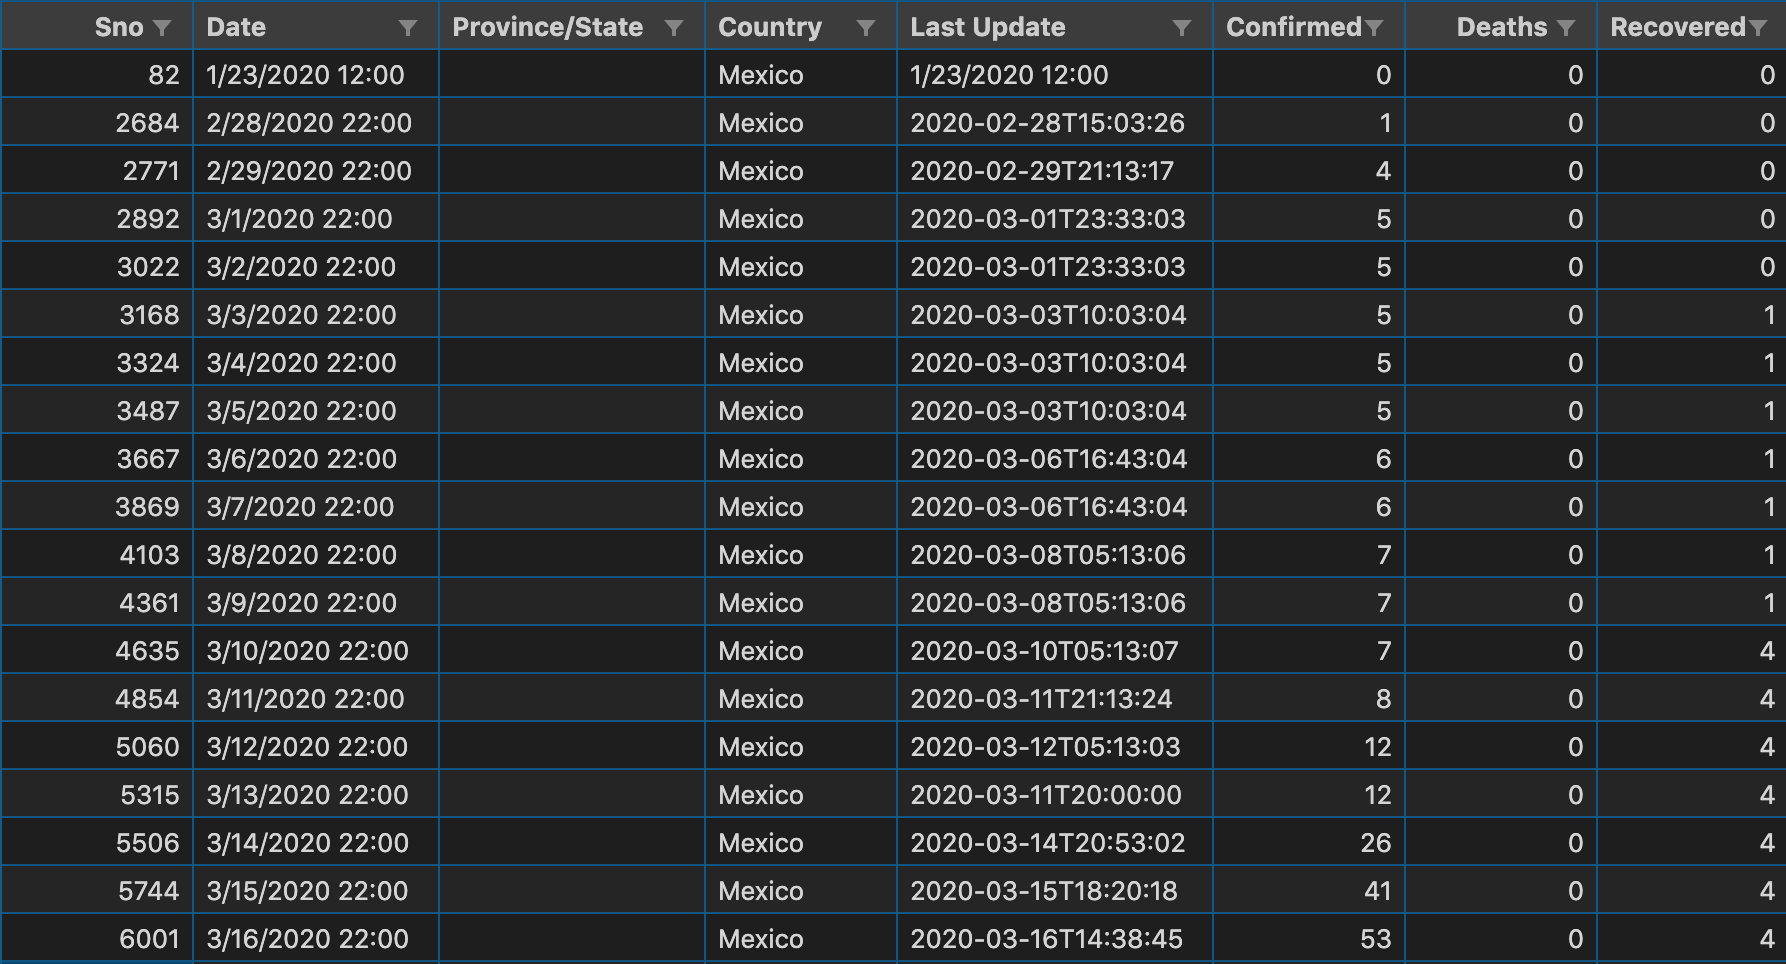 Sno Date Province/State Country Last Update Confirmed Deaths Recovered
82 1/23/2020 12:00 Mexico 1/23/2020 12:00 0 0 0
2684 2/28/2020 22:00 Mexico 2020-02-28T15:03:26 1 0 0
2771 2/29/2020 22:00 Mexico 2020-02-29T21:13:17 4 0 0
2892 3/1/2020 22:00 Mexico 2020-03-01T23:33:03 5 0 0
3022 3/2/2020 22:00 Mexico 2020-03-01T23:33:03 5 0 0
3168 3/3/2020 22:00 Mexico 2020-03-03T10:03:04 5 0 1
3324 3/4/2020 22:00 Mexico 2020-03-03T10:03:04 5 0 1
3487 3/5/2020 22:00 Mexico 2020-03-03T10:03:04 5 0 1
3667 3/6/2020 22:00 Mexico 2020-03-06T16:43:04 6 0 1
3869 3/7/2020 22:00 Mexico 2020-03-06T16:43:04 6 0 1
4103 3/8/2020 22:00 Mexico 2020-03-08T05:13:06 7 0 1
4361 3/9/2020 22:00 Mexico 2020-03-08T05:13:06 7 0 1
4635 3/10/2020 22:00 Mexico 2020-03-10T05:13:07 7 0 4
4854 3/11/2020 22:00 Mexico 2020-03-11T21:13:24 8 0 4
5060 3/12/2020 22:00 Mexico 2020-03-12T05:13:03 12 0 4
5315 3/13/2020 22:00 Mexico 2020-03-11T20:00:00 12 0 4
5506 3/14/2020 22:00 Mexico 2020-03-14T20:53:02 26 0 4
5744 3/15/2020 22:00 Mexico 2020-03-15T18:20:18 41 0 4
6001 3/16/2020 22:00 Mexico 2020-03-16T14:38:45 53 0 4